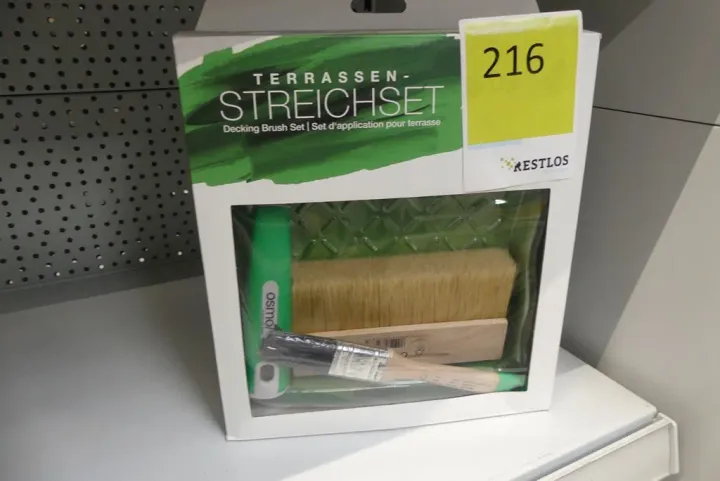 TERRASSEN-
STREICHSET
Decking Brush Set | Set d'application pour terrasse
216
RESTLOS
osmo